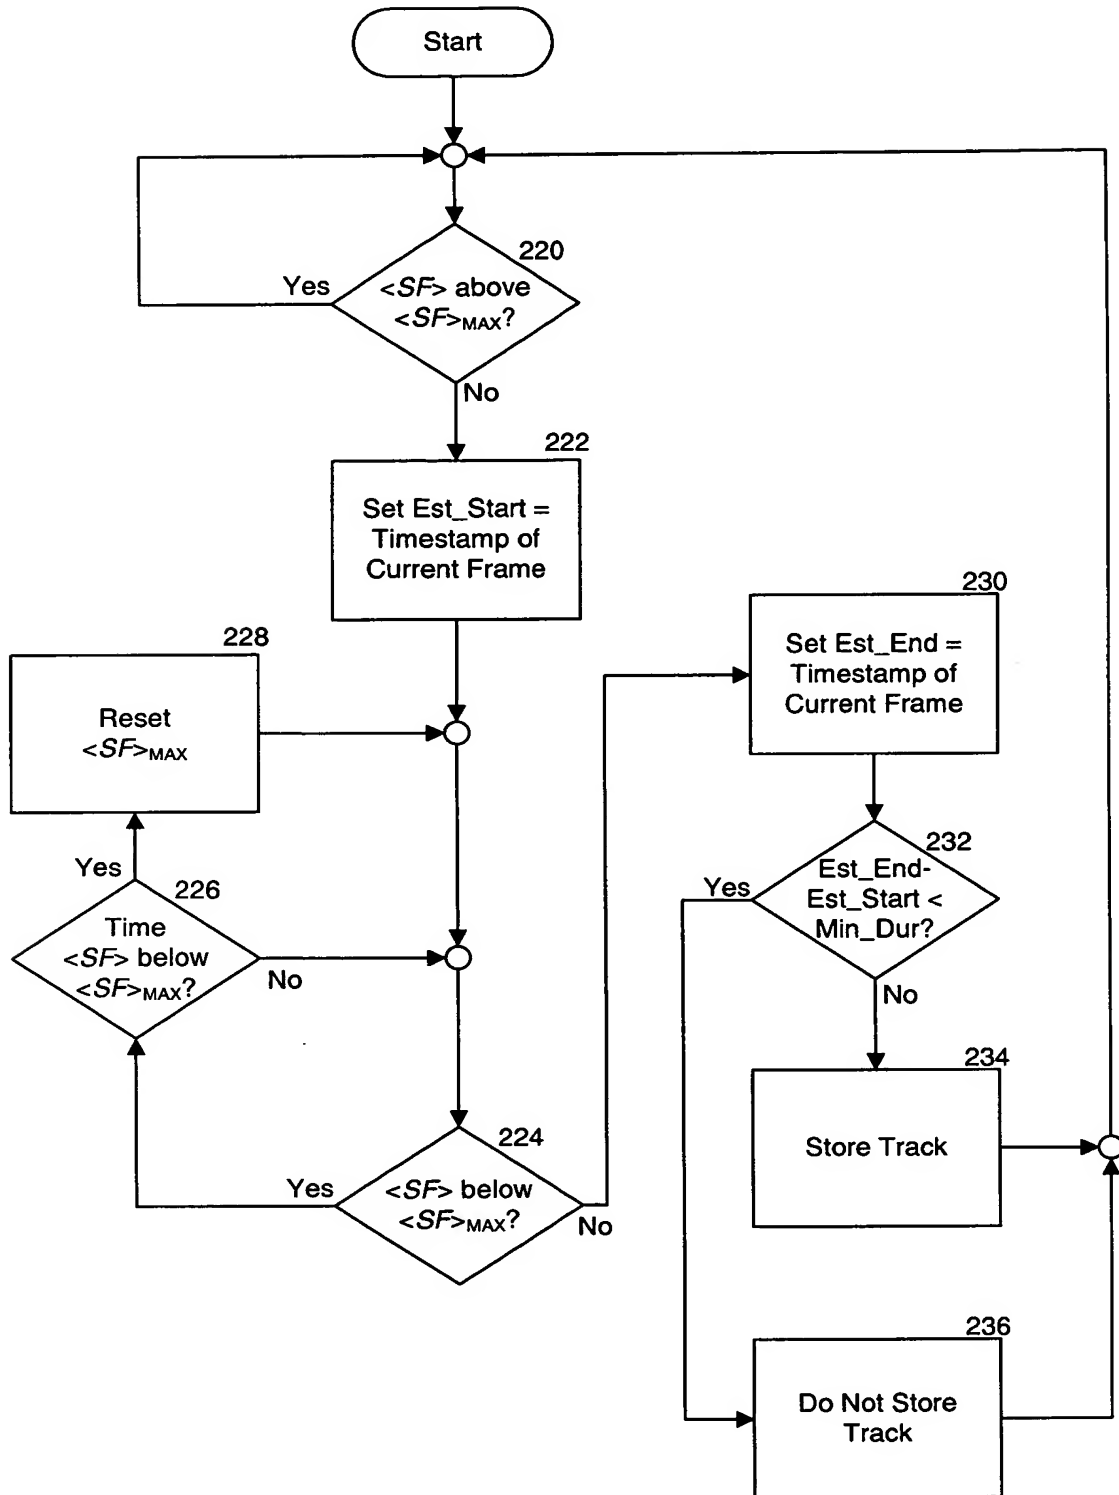 Start
220
Yes
<SF> above
<SF>MAX?
No
222
Set Est_Start =
Timestamp of
Current Frame
228
Reset
<SF>MAX
Yes
226
Time
<SF> below
<SF>MAX?
No
224
Yes
<SF> below
<SF>MAX?
No
230
Set Est_End =
Timestamp of
Current Frame
232
Yes
Est_End-
Est_Start <
Min_Dur?
No
234
Store Track
236
Do Not Store
Track